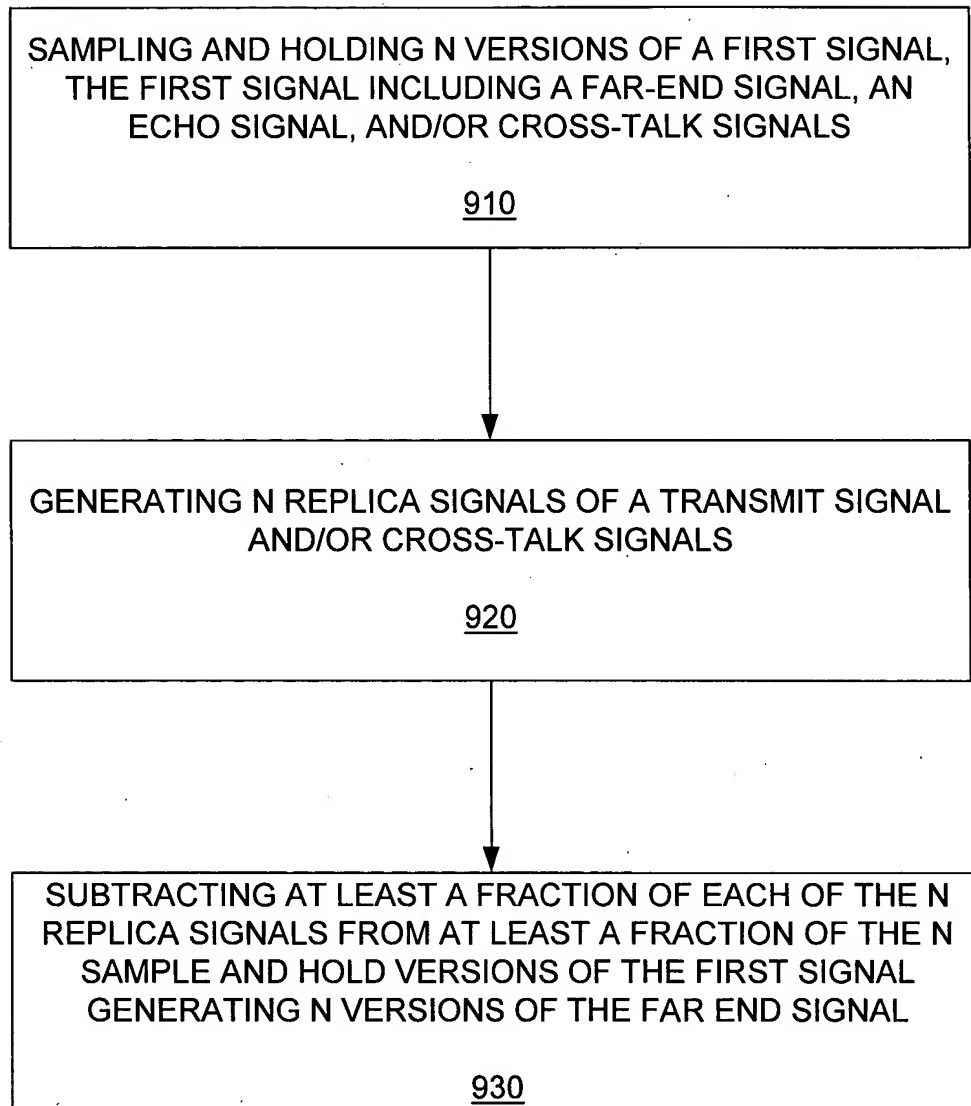 SAMPLING AND HOLDING N VERSIONS OF A FIRST SIGNAL,
THE FIRST SIGNAL INCLUDING A FAR-END SIGNAL, AN
ECHO SIGNAL, AND/OR CROSS-TALK SIGNALS
910
GENERATING N REPLICA SIGNALS OF A TRANSMIT SIGNAL
AND/OR CROSS-TALK SIGNALS
920
SUBTRACTING AT LEAST A FRACTION OF EACH OF THE N
REPLICA SIGNALS FROM AT LEAST A FRACTION OF THE N
SAMPLE AND HOLD VERSIONS OF THE FIRST SIGNAL
GENERATING N VERSIONS OF THE FAR END SIGNAL
930